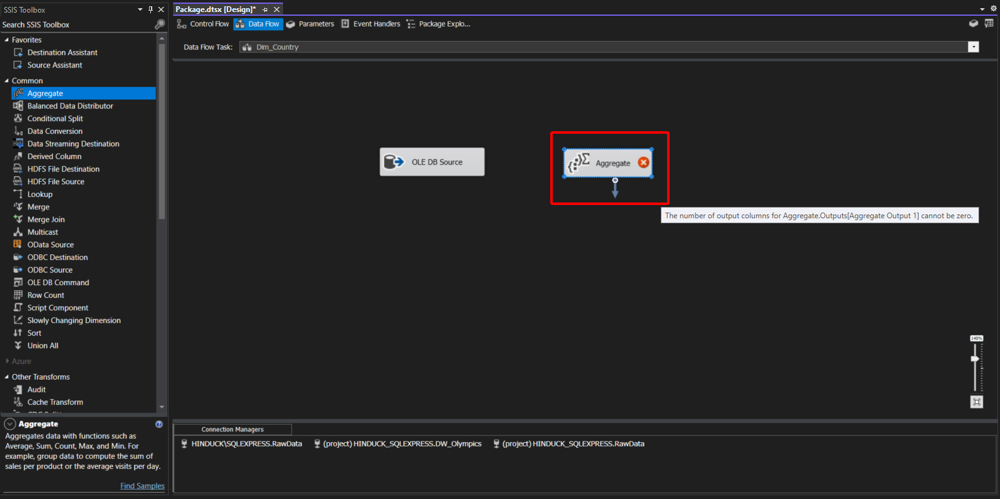 SSIS Toolbox
Search SSIS Toolbox
Favorites
Destination Assistant
Source Assistant
Common
Aggregate
Balanced Data Distributor
Conditional Split
Data Conversion
Data Streaming Destination
Derived Column
HDFS File Destination
HDFS File Source
Lookup
Merge
Merge Join
Multicast
OData Source
ODBC Destination
ODBC Source
OLE DB Command
Row Count
Script Component
Slowly Changing Dimension
Sort
Union All
Azure
Other Transforms
Audit
Cache Transform
Aggregate
Aggregates data with functions such as
Average, Sum, Count, Max, and Min. For
example, group data to compute the sum of
sales per product or the average visits per day.
Find Samples
Package.dtsx [Design]*
Control Flow Data Flow Parameters Event Handlers Package Explo...
Data Flow Task: Dim_Country
OLE DB Source
Aggregate
The number of output columns for Aggregate.Outputs[Aggregate Output 1] cannot be zero.
140%
Connection Managers
HINDUCK\SQLEXPRESS.RawData (project) HINDUCK_SQLEXPRESS.DW_Olympics (project) HINDUCK_SQLEXPRESS.RawData